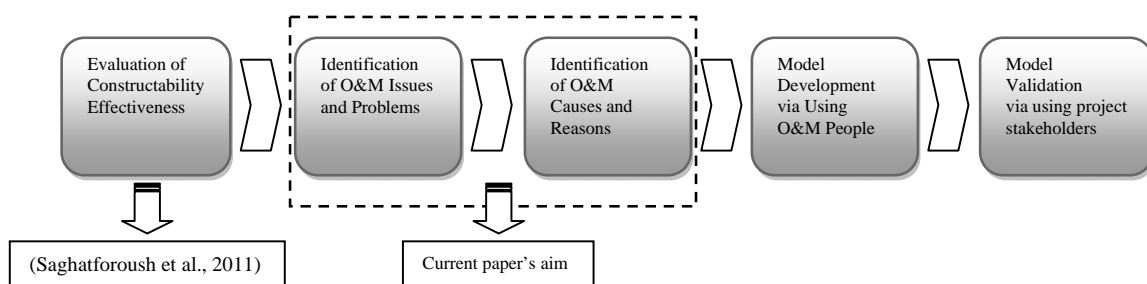 Evaluation of
Constructability
Effectiveness
Identification
of O&M Issues
and Problems
Identification
of O&M
Causes and
Reasons
Model
Development
via Using
O&M People
Model
Validation
via using project
stakeholders
(Saghatforoush et al., 2011)
Current paper's aim